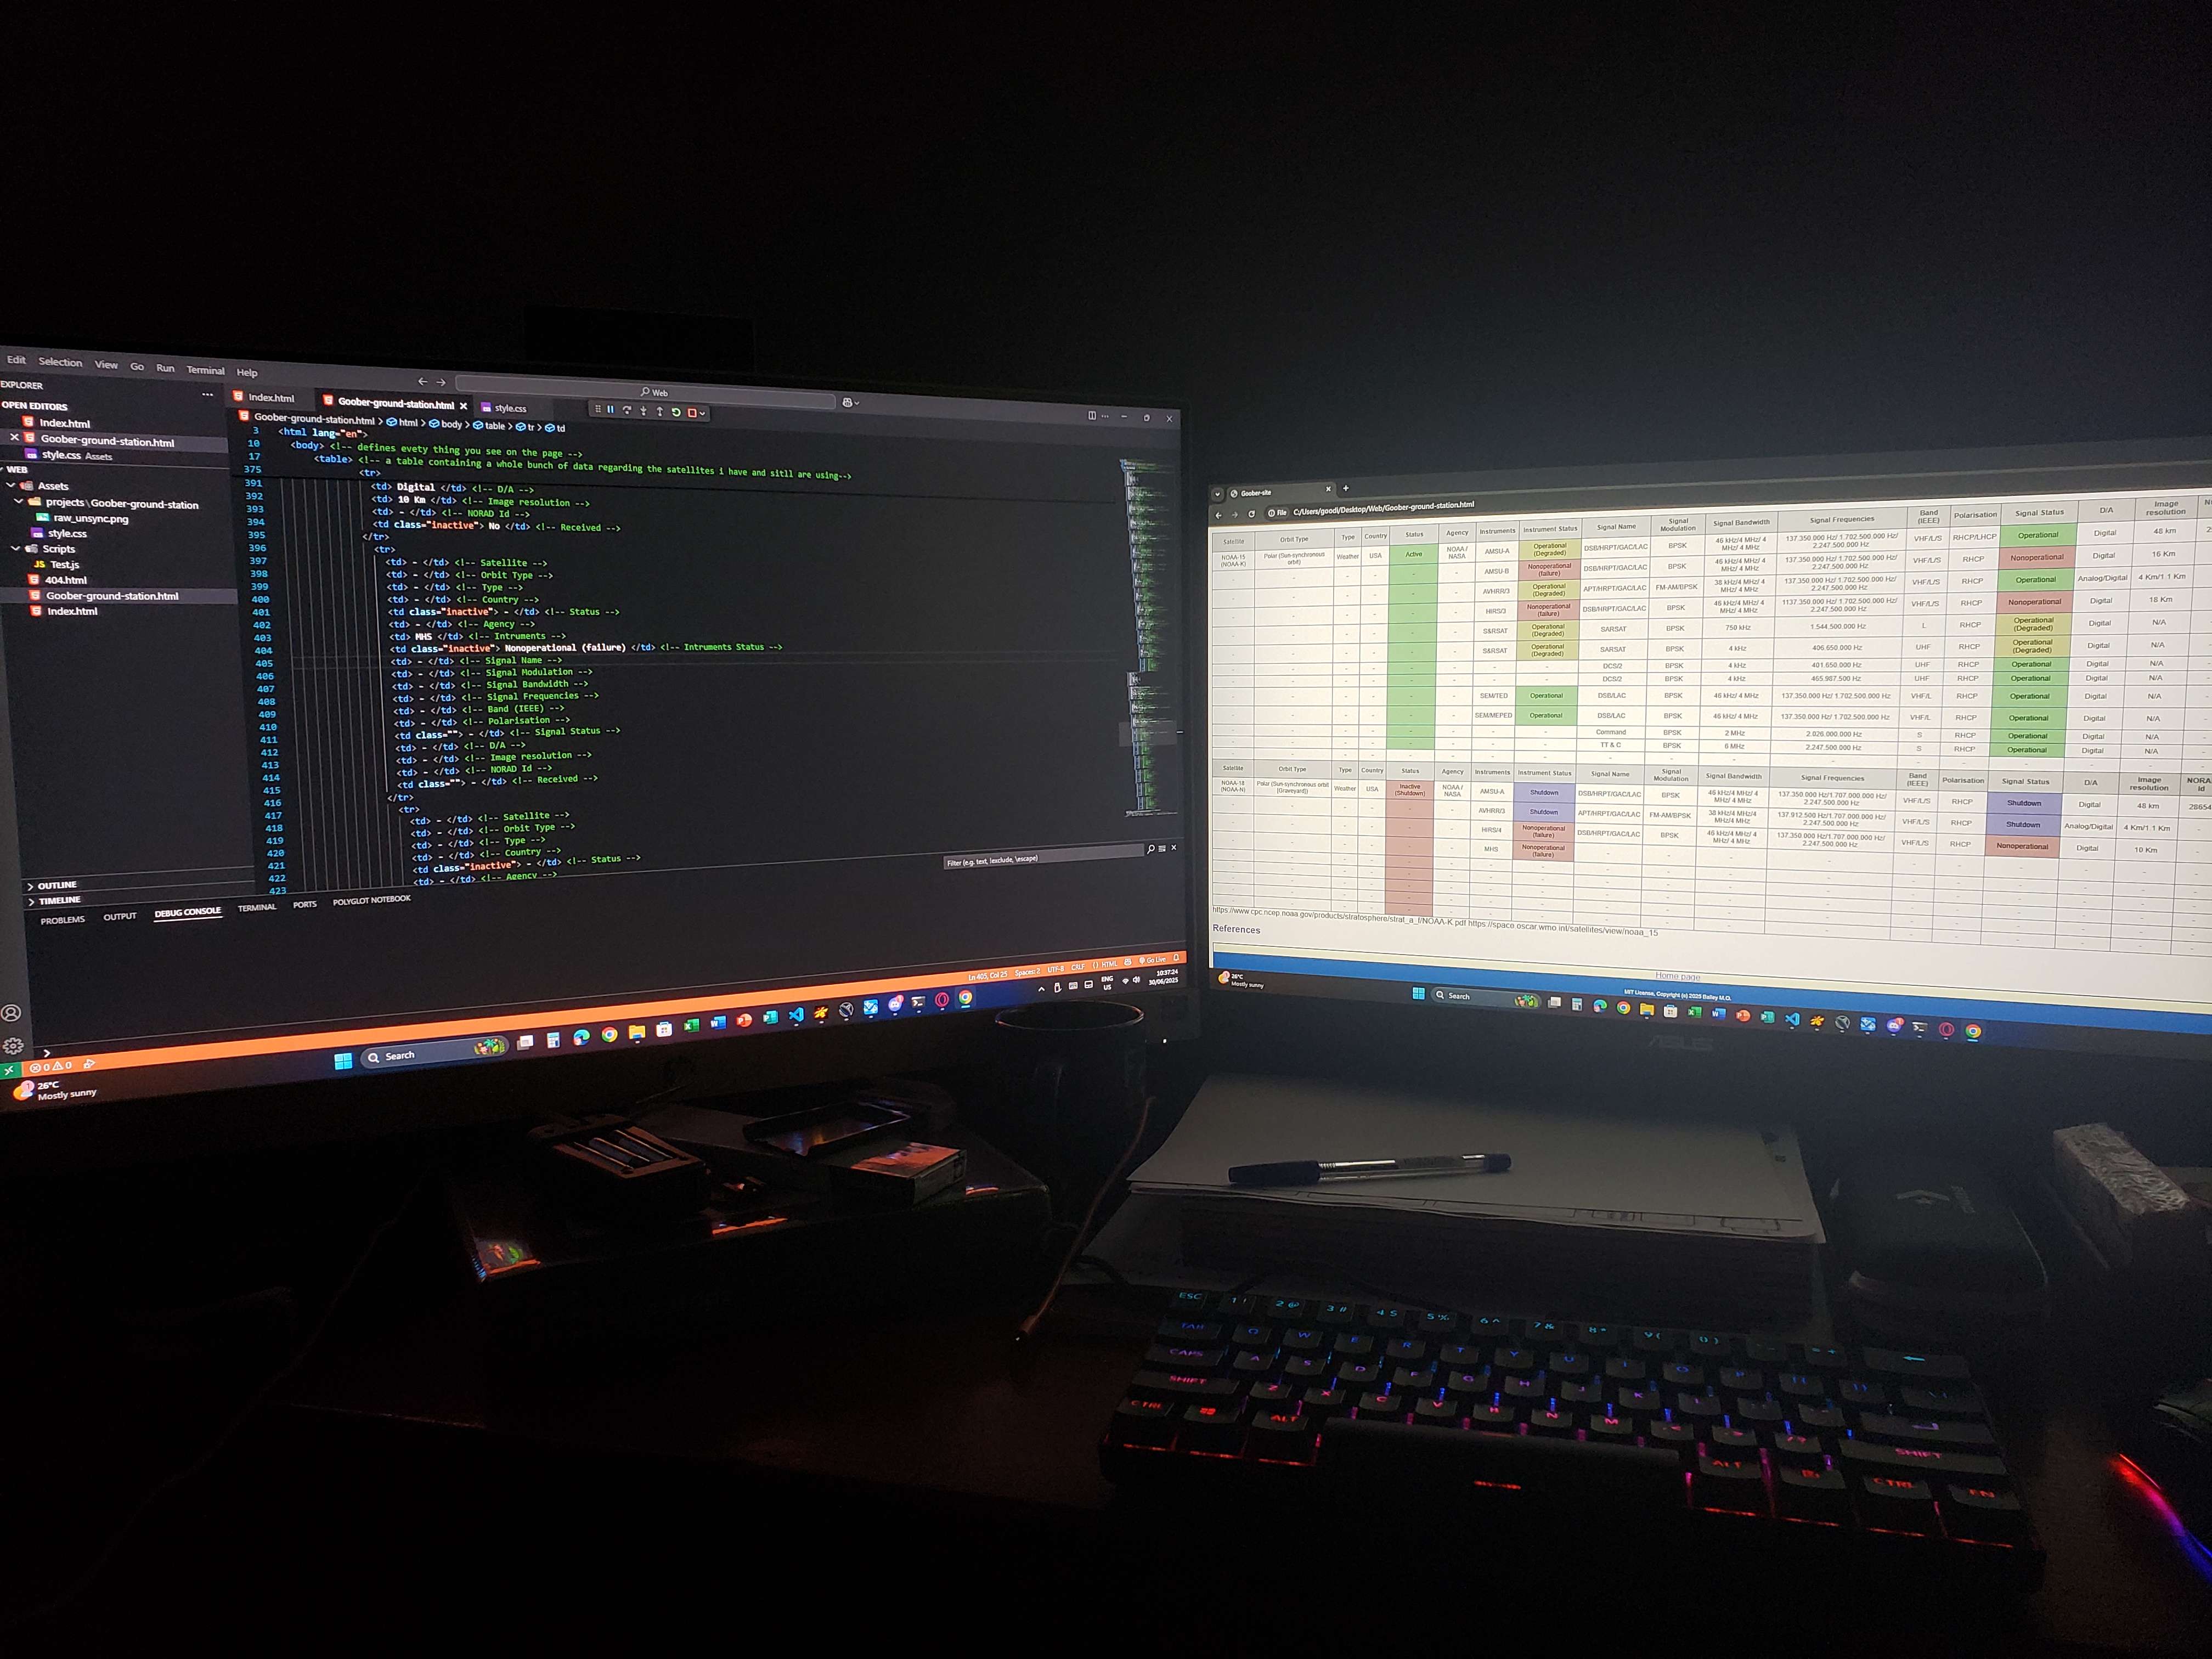 Edit Selection View Go Run Terminal Help
Web
EXPLORER
OPEN EDITORS
Index.html
Goober-ground-station.html
style.css Assets
WEB
Assets
projects \ Goober-ground-station
raw_unsync.png
style.css
Scripts
JS Test.js
404.html
Goober-ground-station.html
Index.html
OUTLINE
TIMELINE
Index.html Goober-ground-station.html style.css
Goober-ground-station.html > html > body > table > tr > td
3 <html lang="en">
10 <body> <!-- defines evety thing you see on the page -->
17 <table> <!-- a table containing a whole bunch of data regarding the satellites i have and sitll are using-->
375 <tr>
391 <td> Digital </td> <!-- D/A -->
392 <td> 10 Km </td> <!-- Image resolution -->
393 <td> - </td> <!-- NORAD Id -->
394 <td class="inactive"> No </td> <!-- Received -->
395 </tr>
396 <tr>
397 <td> - </td> <!-- Satellite -->
398 <td> - </td> <!-- Orbit Type -->
399 <td> - </td> <!-- Type -->
400 <td> - </td> <!-- Country -->
401 <td class="inactive"> - </td> <!-- Status -->
402 <td> - </td> <!-- Agency -->
403 <td> MHS </td> <!-- Intruments -->
404 <td class="inactive"> Nonoperational (failure) </td> <!-- Intruments Status -->
405 <td> - </td> <!-- Signal Name -->
406 <td> - </td> <!-- Signal Modulation -->
407 <td> - </td> <!-- Signal Bandwidth -->
408 <td> - </td> <!-- Signal Frequencies -->
409 <td> - </td> <!-- Band (IEEE) -->
410 <td> - </td> <!-- Polarisation -->
411 <td class=""> - </td> <!-- Signal Status -->
412 <td> - </td> <!-- D/A -->
413 <td> - </td> <!-- Image resolution -->
414 <td> - </td> <!-- NORAD Id -->
415 <td class=""> - </td> <!-- Received -->
416 </tr>
417 <tr>
418 <td> - </td> <!-- Satellite -->
419 <td> - </td> <!-- Orbit Type -->
420 <td> - </td> <!-- Type -->
421 <td> - </td> <!-- Country -->
422 <td class="inactive"> - </td> <!-- Status -->
423 <td> - </td> <!-- Agency -->
PROBLEMS OUTPUT DEBUG CONSOLE TERMINAL PORTS POLYGLOT NOTEBOOK
Filter (e.g. text, !exclude, \escape)
0 0
Ln 405, Col 25 Spaces: 2 UTF-8 CRLF {} HTML Go Live
26°C
Mostly sunny
Search
ENG
US
10:37:24
30/06/2025
Goober-site
File C:/Users/goodi/Desktop/Web/Goober-ground-station.html
Satellite Orbit Type Type Country Status Agency Instruments Instrument Status Signal Name Signal Modulation Signal Bandwidth Signal Frequencies Band (IEEE) Polarisation Signal Status D/A Image resolution
NOAA-15 (NOAA-K) Polar (Sun-synchronous orbit) Weather USA Active NOAA/ NASA AMSU-A Operational (Degraded) DSB/HRPT/GAC/LAC BPSK 46 kHz/4 MHz/ 4 MHz/ 4 MHz 137.350.000 Hz/ 1.702.500.000 Hz/ 2.247.500.000 Hz VHF/L/S RHCP/LHCP Operational Digital 48 km
- - - - - - AMSU-B Nonoperational (failure) DSB/HRPT/GAC/LAC BPSK 46 kHz/4 MHz/ 4 MHz/ 4 MHz 137.350.000 Hz/ 1.702.500.000 Hz/ 2.247.500.000 Hz VHF/L/S RHCP Nonoperational Digital 16 Km
- - - - - - AVHRR/3 Operational (Degraded) APT/HRPT/GAC/LAC FM-AM/BPSK 38 kHz/4 MHz/ 4 MHz/ 4 MHz 137.350.000 Hz/ 1.702.500.000 Hz/ 2.247.500.000 Hz VHF/L/S RHCP Operational Analog/Digital 4 Km/1.1 Km
- - - - - - HIRS/3 Nonoperational (failure) DSB/HRPT/GAC/LAC BPSK 46 kHz/4 MHz/ 4 MHz/ 4 MHz 1137.350.000 Hz/ 1.702.500.000 Hz/ 2.247.500.000 Hz VHF/L/S RHCP Nonoperational Digital 18 Km
- - - - - - S&RSAT Operational (Degraded) SARSAT BPSK 750 kHz 1.544.500.000 Hz L RHCP Operational (Degraded) Digital N/A
- - - - - - S&RSAT Operational (Degraded) SARSAT BPSK 4 kHz 406.650.000 Hz UHF RHCP Operational (Degraded) Digital N/A
- - - - - - - - DCS/2 BPSK 4 kHz 401.650.000 Hz UHF RHCP Operational Digital N/A
- - - - - - - - DCS/2 BPSK 4 kHz 465.987.500 Hz UHF RHCP Operational Digital N/A
- - - - - - SEM/TED Operational DSB/LAC BPSK 46 kHz/ 4 MHz 137.350.000 Hz/ 1.702.500.000 Hz VHF/L RHCP Operational Digital N/A
- - - - - - SEM/MEPED Operational DSB/LAC BPSK 46 kHz/ 4 MHz 137.350.000 Hz/ 1.702.500.000 Hz VHF/L RHCP Operational Digital N/A
- - - - - - - - Command BPSK 2 MHz 2.026.000.000 Hz S RHCP Operational Digital N/A
- - - - - - - - TT & C BPSK 6 MHz 2.247.500.000 Hz S RHCP Operational Digital N/A
Satellite Orbit Type Type Country Status Agency Instruments Instrument Status Signal Name Signal Modulation Signal Bandwidth Signal Frequencies Band (IEEE) Polarisation Signal Status D/A Image resolution NORA Id
NOAA-18 (NOAA-N) Polar (Sun-synchronous orbit [Graveyard]) Weather USA Inactive (Shutdown) NOAA/ NASA AMSU-A Shutdown DSB/HRPT/GAC/LAC BPSK 46 kHz/4 MHz/ 4 MHz/ 4 MHz 137.350.000 Hz/1.707.000.000 Hz/ 2.247.500.000 Hz VHF/L/S RHCP Shutdown Digital 48 km 28654
- - - - - - AVHRR/3 Shutdown APT/HRPT/GAC/LAC FM-AM/BPSK 38 kHz/4 MHz/ 4 MHz/4 MHz 137.912.500 Hz/1.707.000.000 Hz/ 2.247.500.000 Hz VHF/L/S RHCP Shutdown Analog/Digital 4 Km/1.1 Km
- - - - - - HIRS/4 Nonoperational (failure) DSB/HRPT/GAC/LAC BPSK 46 kHz/4 MHz/ 4 MHz/ 4 MHz 137.350.000 Hz/1.707.000.000 Hz/ 2.247.500.000 Hz VHF/L/S RHCP Nonoperational Digital 10 Km
- - - - - - MHS Nonoperational (failure)
https://www.cpc.ncep.noaa.gov/products/stratosphere/strat_a_f/NOAA-K.pdf https://space.oscar.wmo.int/satellites/view/noaa_15
References
Home page
MIT License, Copyright (c) 2025 Bailey M.O.
26°C
Mostly sunny
Search
ASUS
hp
ESC 1 ! 2 @ 3 # 4 $ 5 % 6 ^ 7 & 8 * 9 ( 0 )
TAB Q W E R T Y U I O P
CAPS A S D F G H J K L
SHIFT Z X C V B N M SHIFT
CTRL ALT ALT CTRL FN